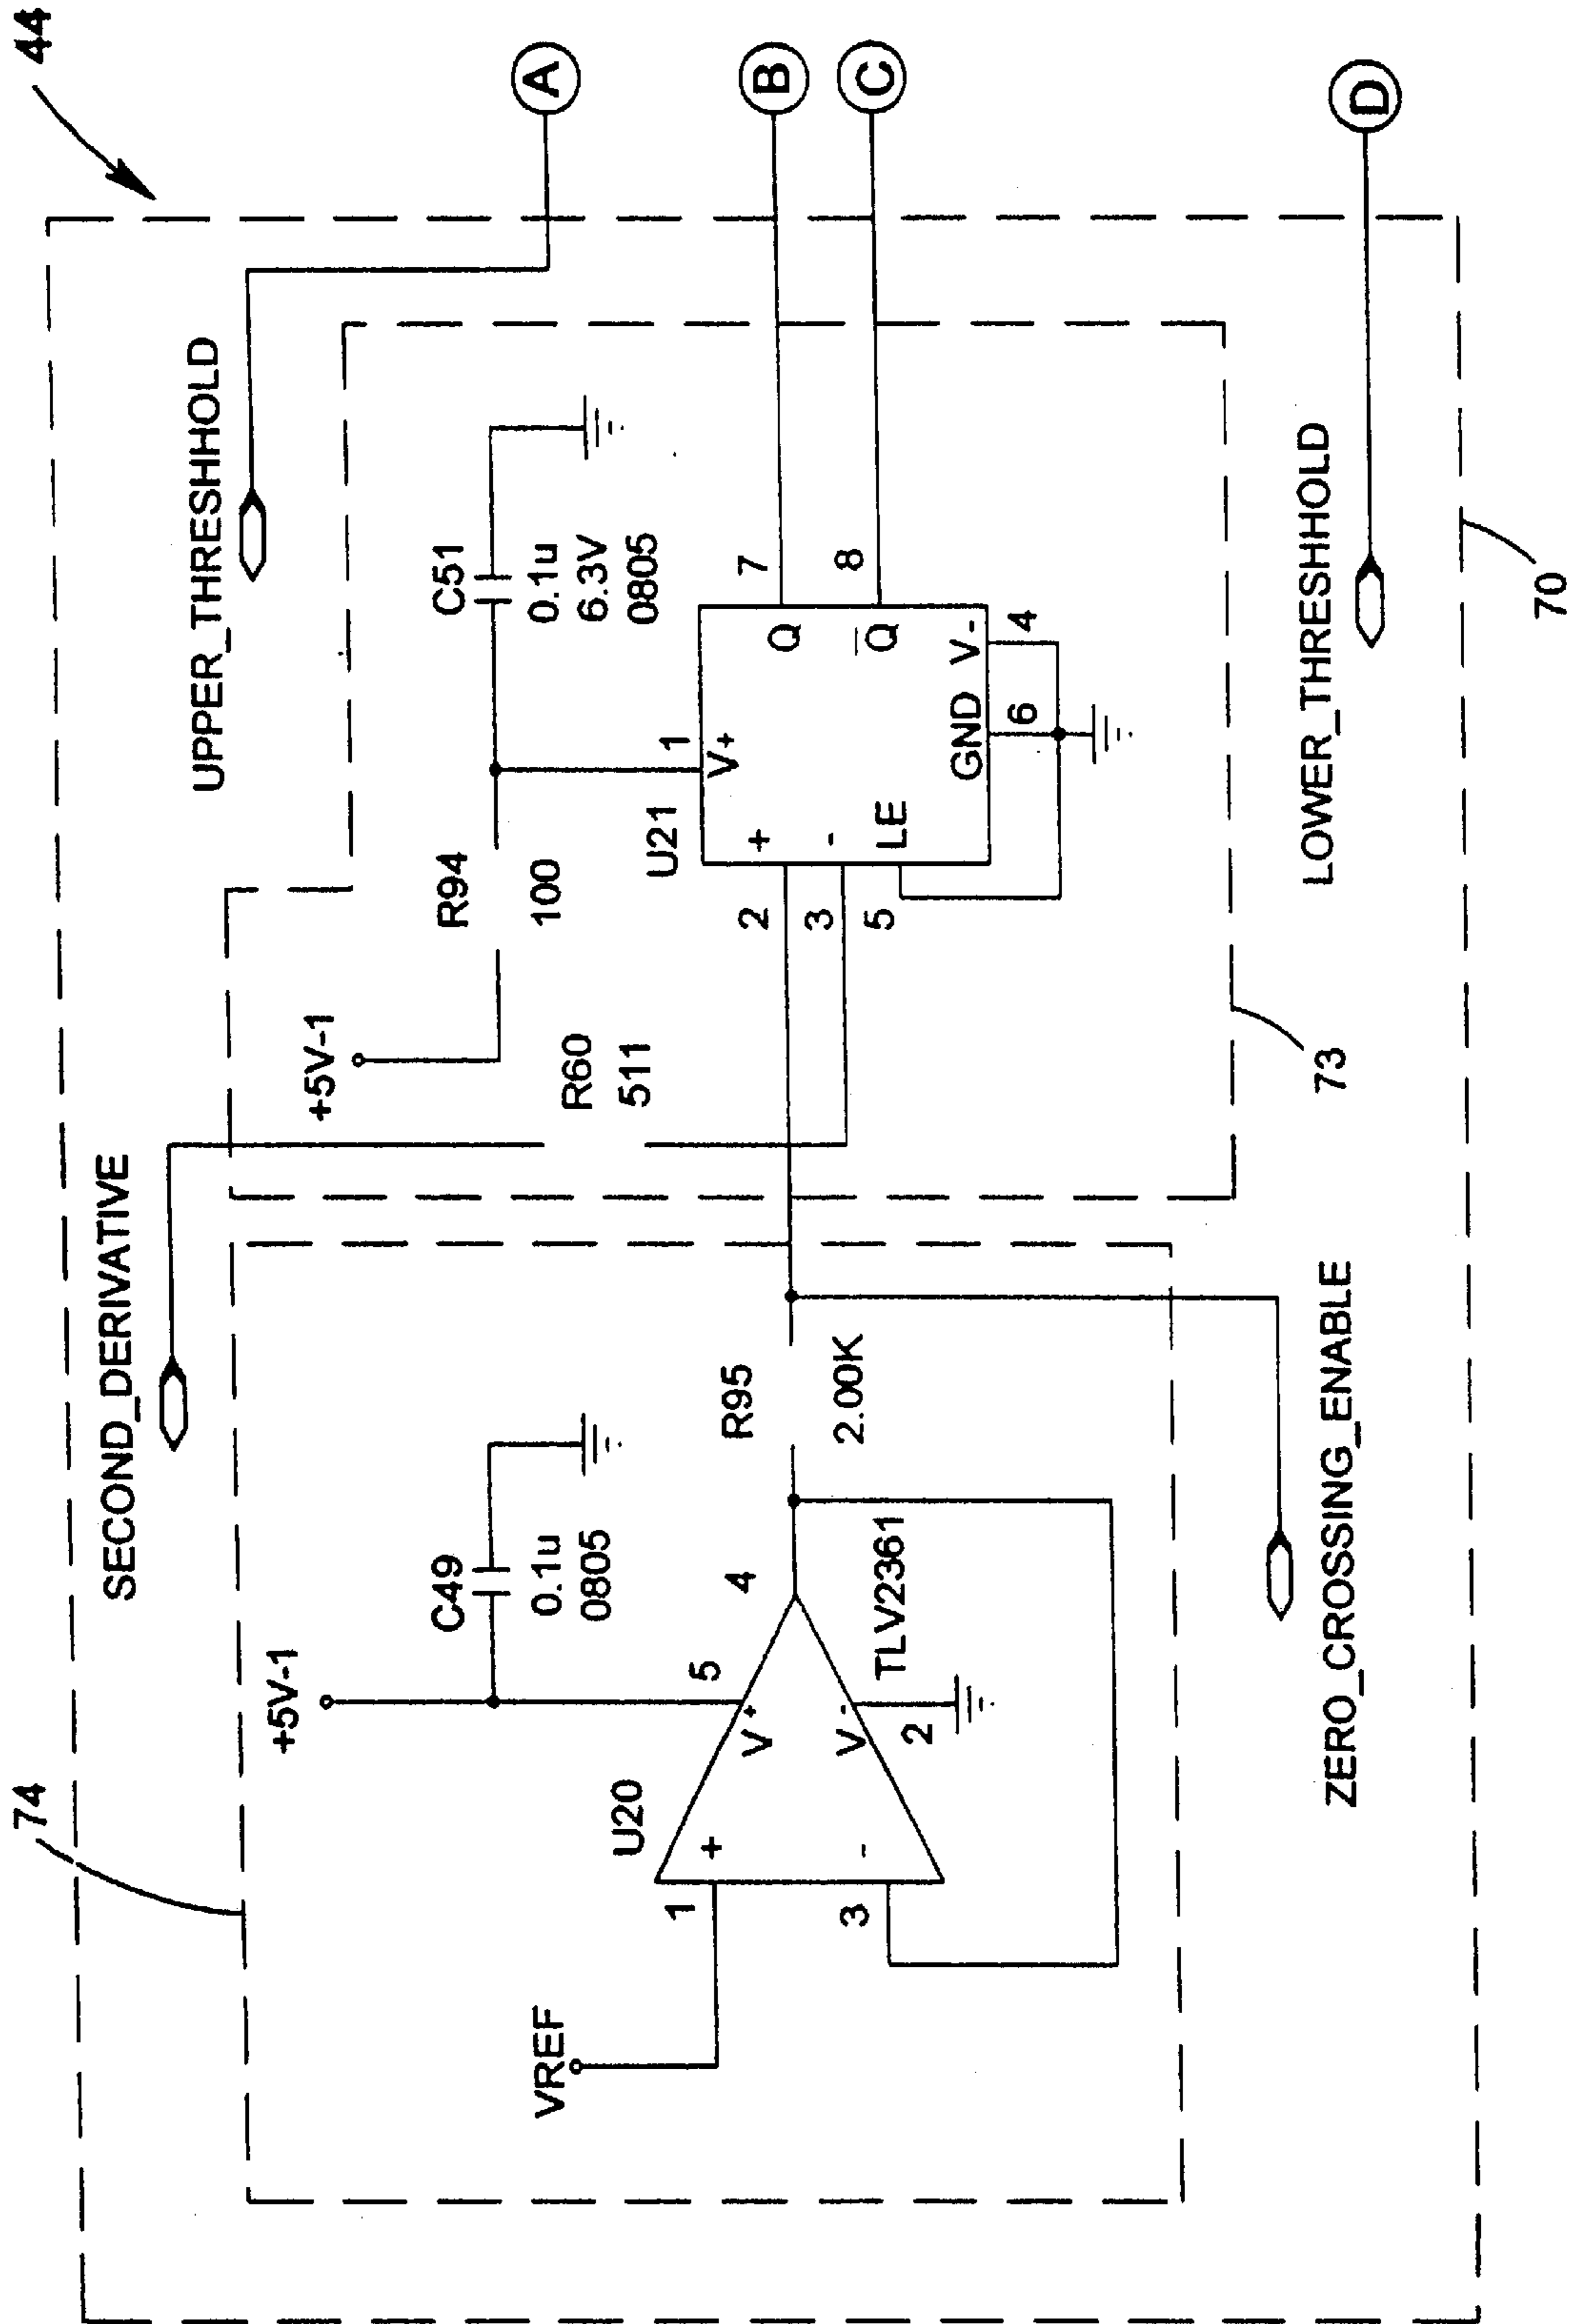 44
74
SECOND_DERIVATIVE
UPPER_THRESHHOLD
A
+5V-1
C49
0.1u
0805
+5V-1
R94
100
C51
0.1u
6.3V
0805
VREF
U20
1
+
3
-
V+
5
V-
2
4
TLV2361
R95
2.00K
R60
511
U21
1
V+
2
+
3
-
5
LE
GND
6
V-
4
Q
7
Q̅
8
B
C
ZERO_CROSSING_ENABLE
73
LOWER_THRESHHOLD
D
70